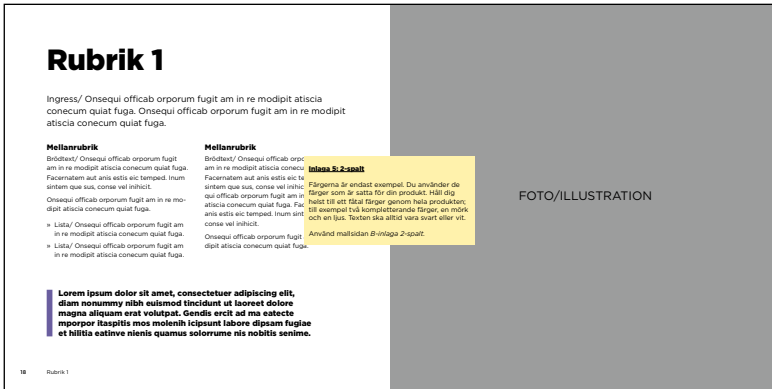 Rubrik 1
Ingress/ Onsequi officab orporum fugit am in re modipit atiscia
conecum quiat fuga. Onsequi officab orporum fugit am in re modipit
atiscia conecum quiat fuga.
Mellanrubrik
Brödtext/ Onsequi officab orporum fugit
am in re modipit atiscia conecum quiat fuga.
Facernatem aut anis estis eic temped. Inum
sintem que sus, conse vel inihicit.
Onsequi officab orporum fugit am in re mo-
dipit atiscia conecum quiat fuga.
» Lista/ Onsequi officab orporum fugit am
in re modipit atiscia conecum quiat fuga.
» Lista/ Onsequi officab orporum fugit am
in re modipit atiscia conecum quiat fuga.
Mellanrubrik
Brödtext/ Onsequi officab
am in re modipit atiscia
Facernatem aut anis estis eic
sintem que sus, conse vel
qui officab orporum fugit am in
re modipit atiscia conecum quiat fuga.
anis estis eic temped. Inum
conse vel inihicit.
Onsequi officab orporum fugit
dipit atiscia conecum quiat fuga.
Inlaga 5: 2-spalt
Färgerna är endast exempel. Du använder de
färger som är satta för din produkt. Håll dig
helst till ett fåtal färger genom hela produkten;
till exempel två kompletterande färger, en mörk
och en ljus. Texten ska alltid vara svart eller vit.
Använd mallsidan B-inlaga 2-spalt.
FOTO/ILLUSTRATION
Lorem ipsum dolor sit amet, consectetuer adipiscing elit,
diam nonummy nibh euismod tincidunt ut laoreet dolore
magna aliquam erat volutpat. Gendis ercit ad ma eatecte
mporpor itaspitis mos molenih icipsunt labore dipsam fugiae
et hilitia eatinve nienis quamus solorrume nis nobitis senime.
18 Rubrik 1